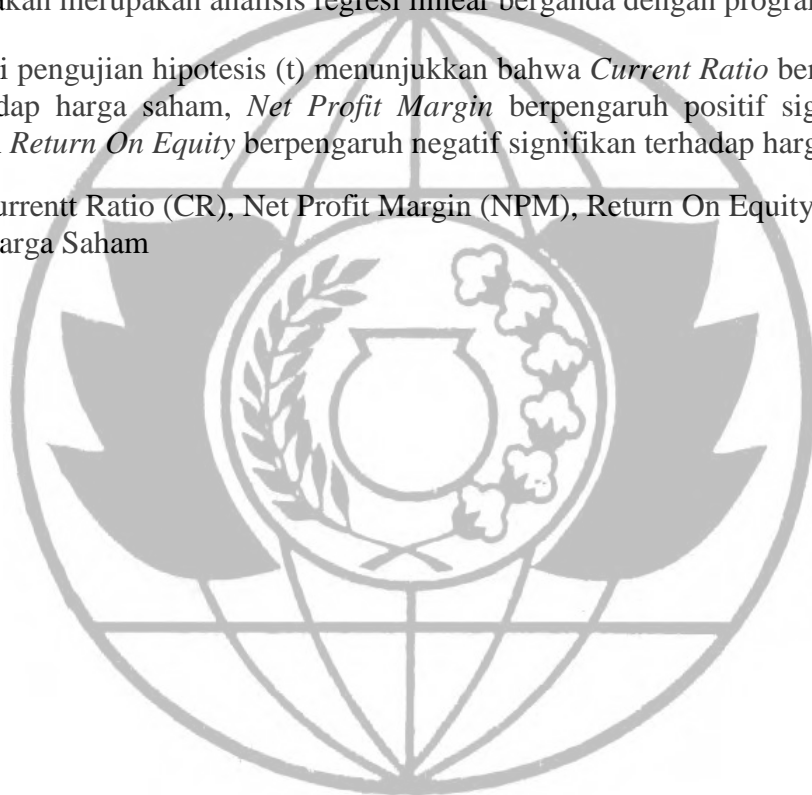 akan merupakan analisis regresi linear berganda dengan program
i pengujian hipotesis (t) menunjukkan bahwa Current Ratio ber
dap harga saham, Net Profit Margin berpengaruh positif sig
Return On Equity berpengaruh negatif signifikan terhadap harg
urrentt Ratio (CR), Net Profit Margin (NPM), Return On Equity
arga Saham